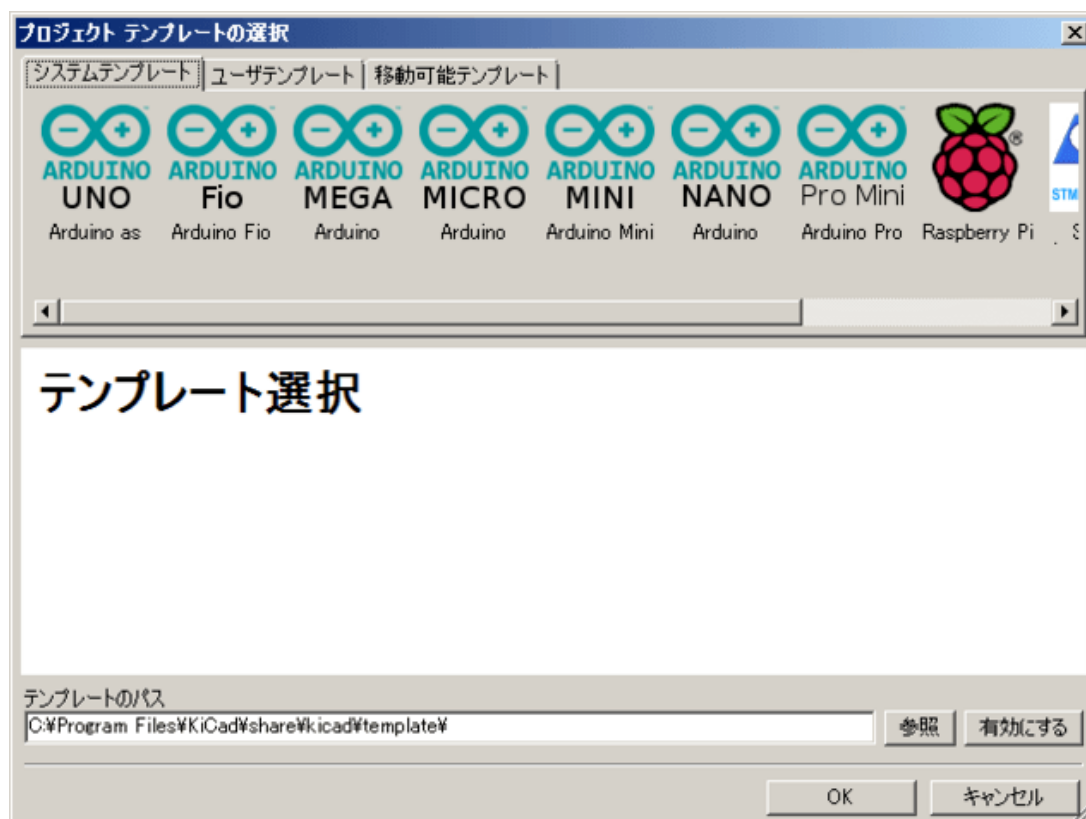 プロジェクト テンプレートの選択
システムテンプレート ユーザテンプレート 移動可能テンプレート
ARDUINO ARDUINO ARDUINO ARDUINO ARDUINO ARDUINO ARDUINO ®
UNO Fio MEGA MICRO MINI NANO Pro Mini STM
Arduino as Arduino Fio Arduino Arduino Arduino Mini Arduino Arduino Pro Raspberry Pi
テンプレート選択
テンプレートのパス
C:¥Program Files¥KiCad¥share¥kicad¥template¥ 参照 有効にする
OK キャンセル